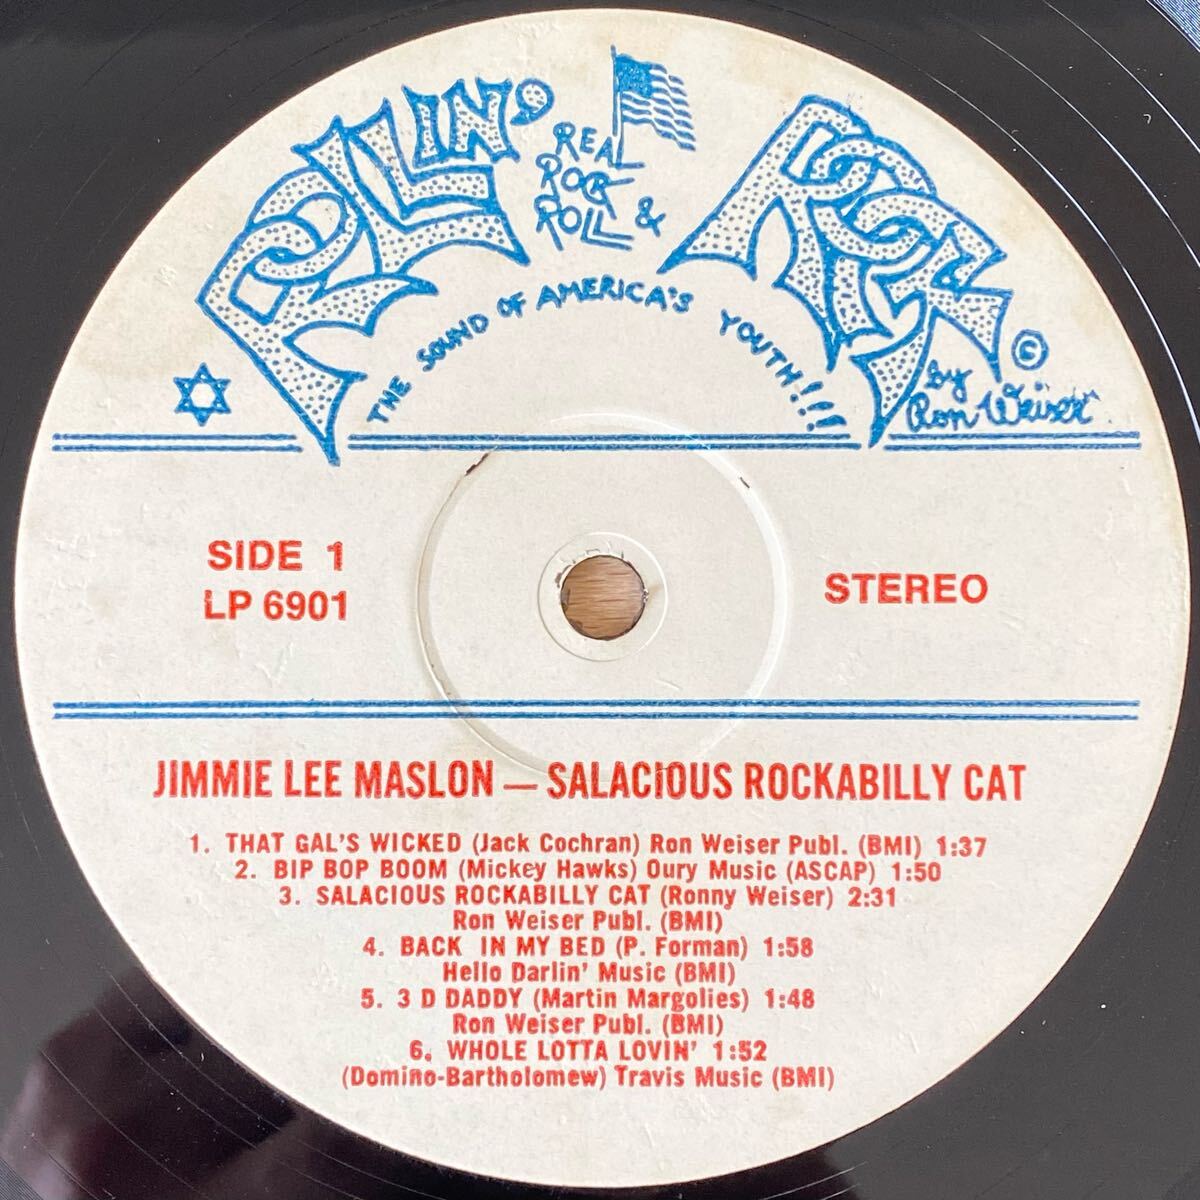 ROLLIN' ROCK
REAL
ROCK &
ROLL
THE SOUND OF AMERICA'S YOUTH!!!
©
by
Ron Weiser
SIDE 1
LP 6901
STEREO
JIMMIE LEE MASLON — SALACIOUS ROCKABILLY CAT
1. THAT GAL'S WICKED (Jack Cochran) Ron Weiser Publ. (BMI) 1:37
2. BIP BOP BOOM (Mickey Hawks) Oury Music (ASCAP) 1:50
3. SALACIOUS ROCKABILLY CAT (Ronny Weiser) 2:31
Ron Weiser Publ. (BMI)
4. BACK IN MY BED (P. Forman) 1:58
Hello Darlin' Music (BMI)
5. 3 D DADDY (Martin Margolies) 1:48
Ron Weiser Publ. (BMI)
6. WHOLE LOTTA LOVIN' 1:52
(Domino-Bartholomew) Travis Music (BMI)